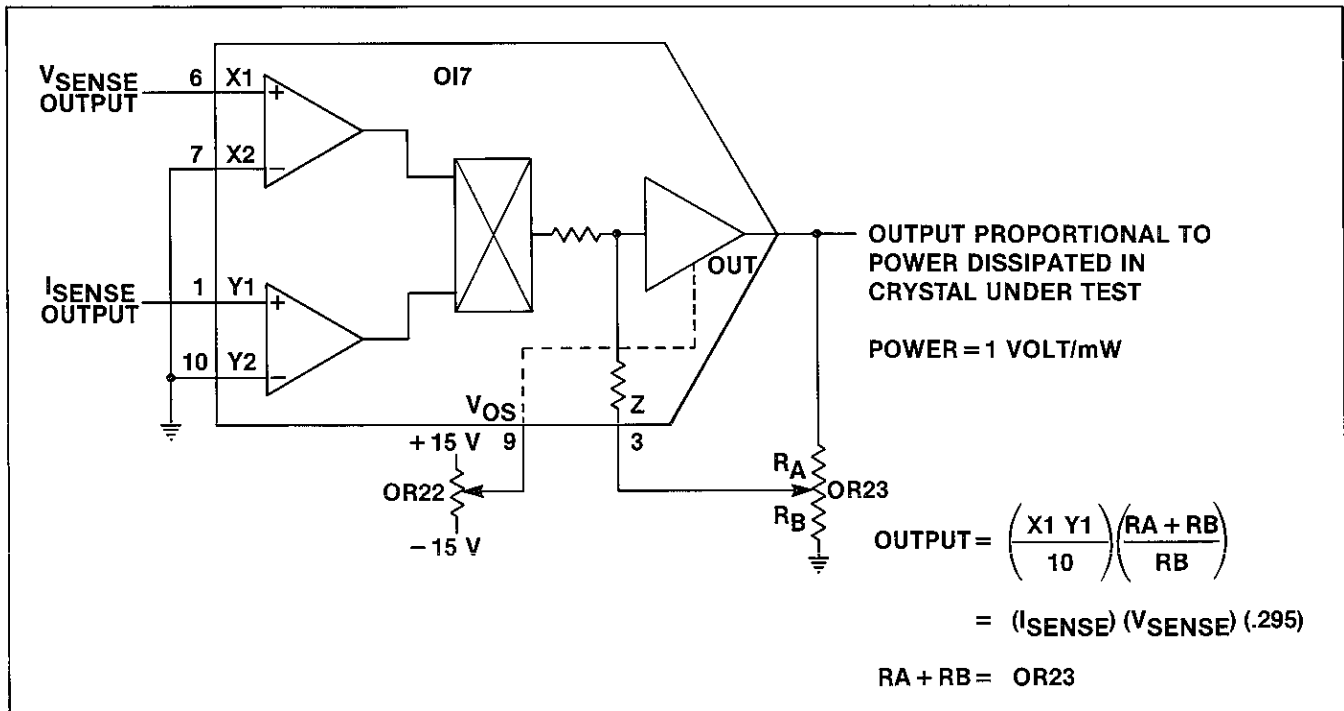 OI7
VSENSE
OUTPUT
6 X1
+
7 X2
−
ISENSE
OUTPUT
1 Y1
+
10 Y2
−
OUT
OUTPUT PROPORTIONAL TO
POWER DISSIPATED IN
CRYSTAL UNDER TEST
POWER = 1 VOLT/mW
VOS
Z
+15 V
9
3
OR22
−15 V
RA
OR23
RB
OUTPUT = (X1 Y1 / 10) (RA + RB / RB)
= (ISENSE) (VSENSE) (.295)
RA + RB = OR23